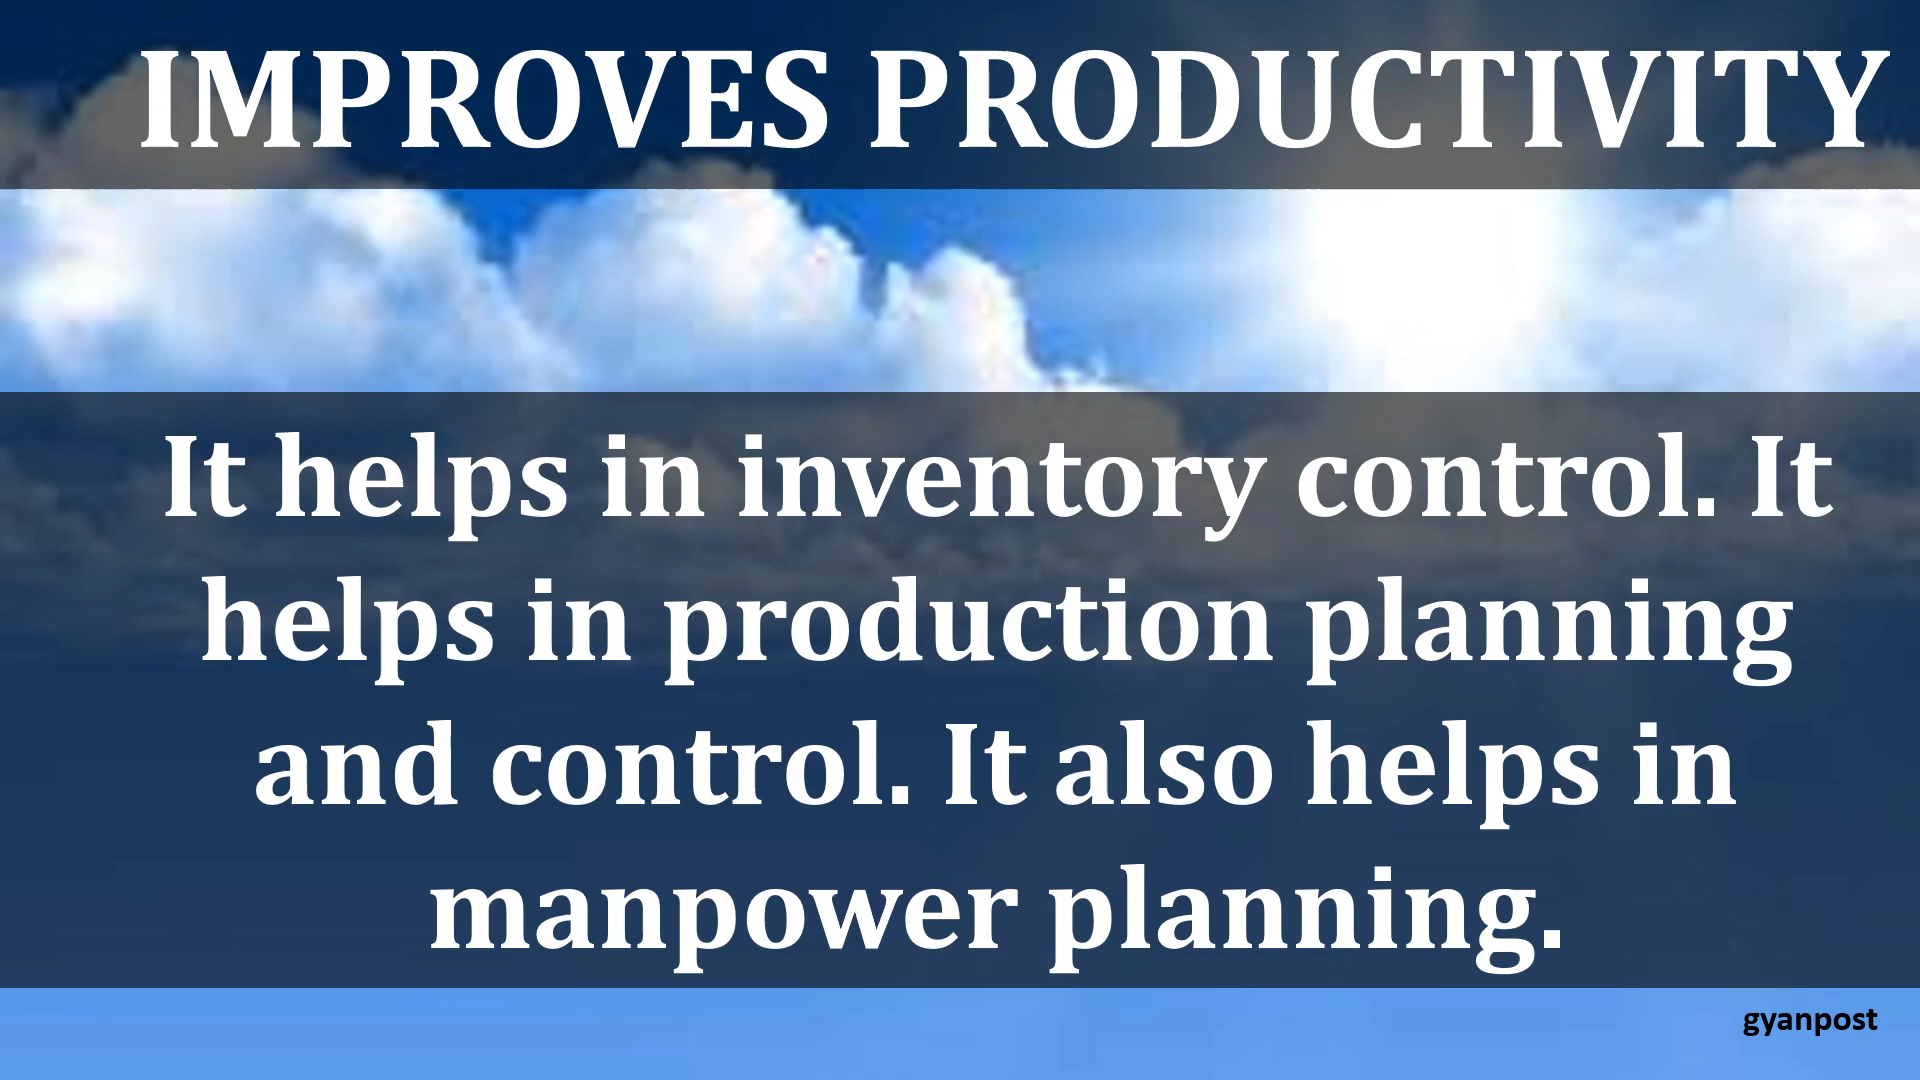 IMPROVES PRODUCTIVITY
It helps in inventory control. It
helps in production planning
and control. It also helps in
manpower planning.
gyanpost